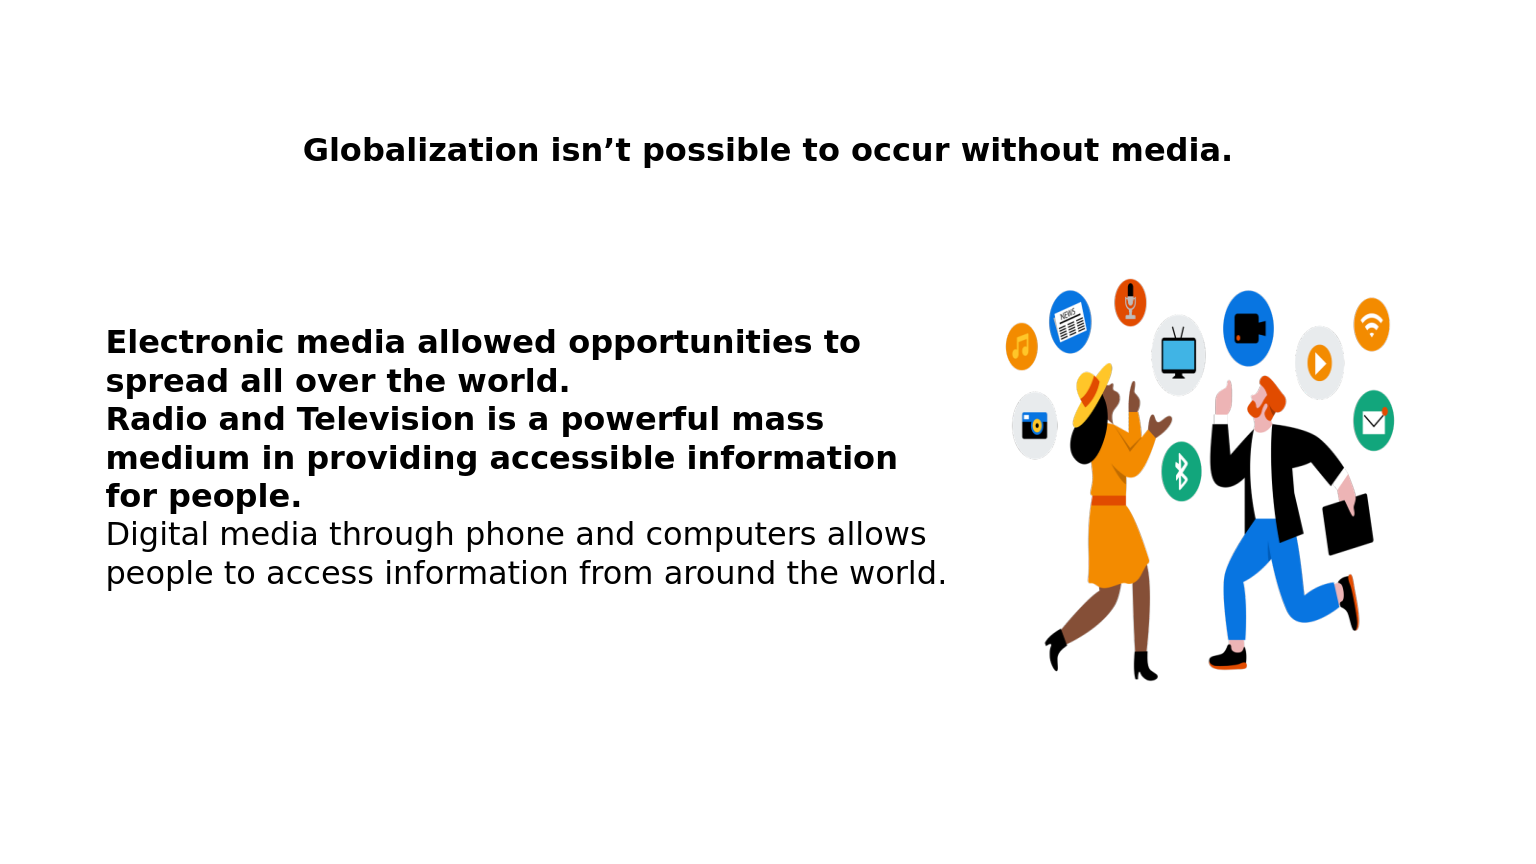 Globalization isn’t possible to occur without media.
Electronic media allowed opportunities to
spread all over the world.
Radio and Television is a powerful mass
medium in providing accessible information
for people.
Digital media through phone and computers allows
people to access information from around the world.
NEWS